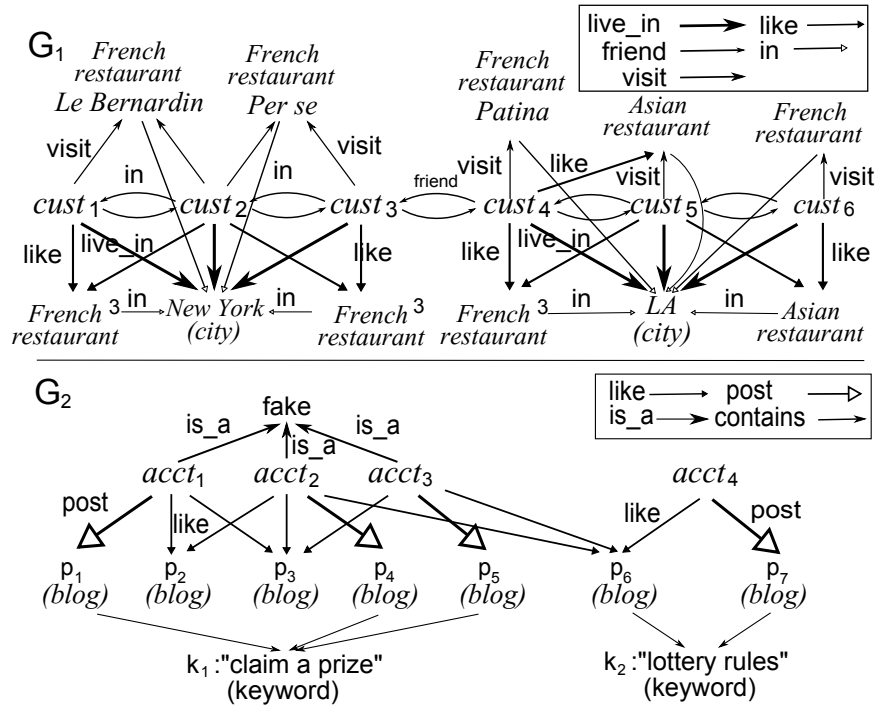 G1
French restaurant
Le Bernardin
French restaurant
Per se
French restaurant
Patina
Asian restaurant
French restaurant
live_in
like
friend
in
visit
visit
in
in
visit
friend
visit
like
visit
visit
cust1
cust2
cust3
cust4
cust5
cust6
like
live_in
like
like
live_in
like
French restaurant 3
in
New York (city)
in
French restaurant 3
French restaurant 3
in
LA (city)
in
Asian restaurant
G2
like
post
is_a
contains
fake
is_a
is_a
is_a
acct1
acct2
acct3
acct4
post
like
like
post
p1 (blog)
p2 (blog)
p3 (blog)
p4 (blog)
p5 (blog)
p6 (blog)
p7 (blog)
k1:"claim a prize"
(keyword)
k2:"lottery rules"
(keyword)